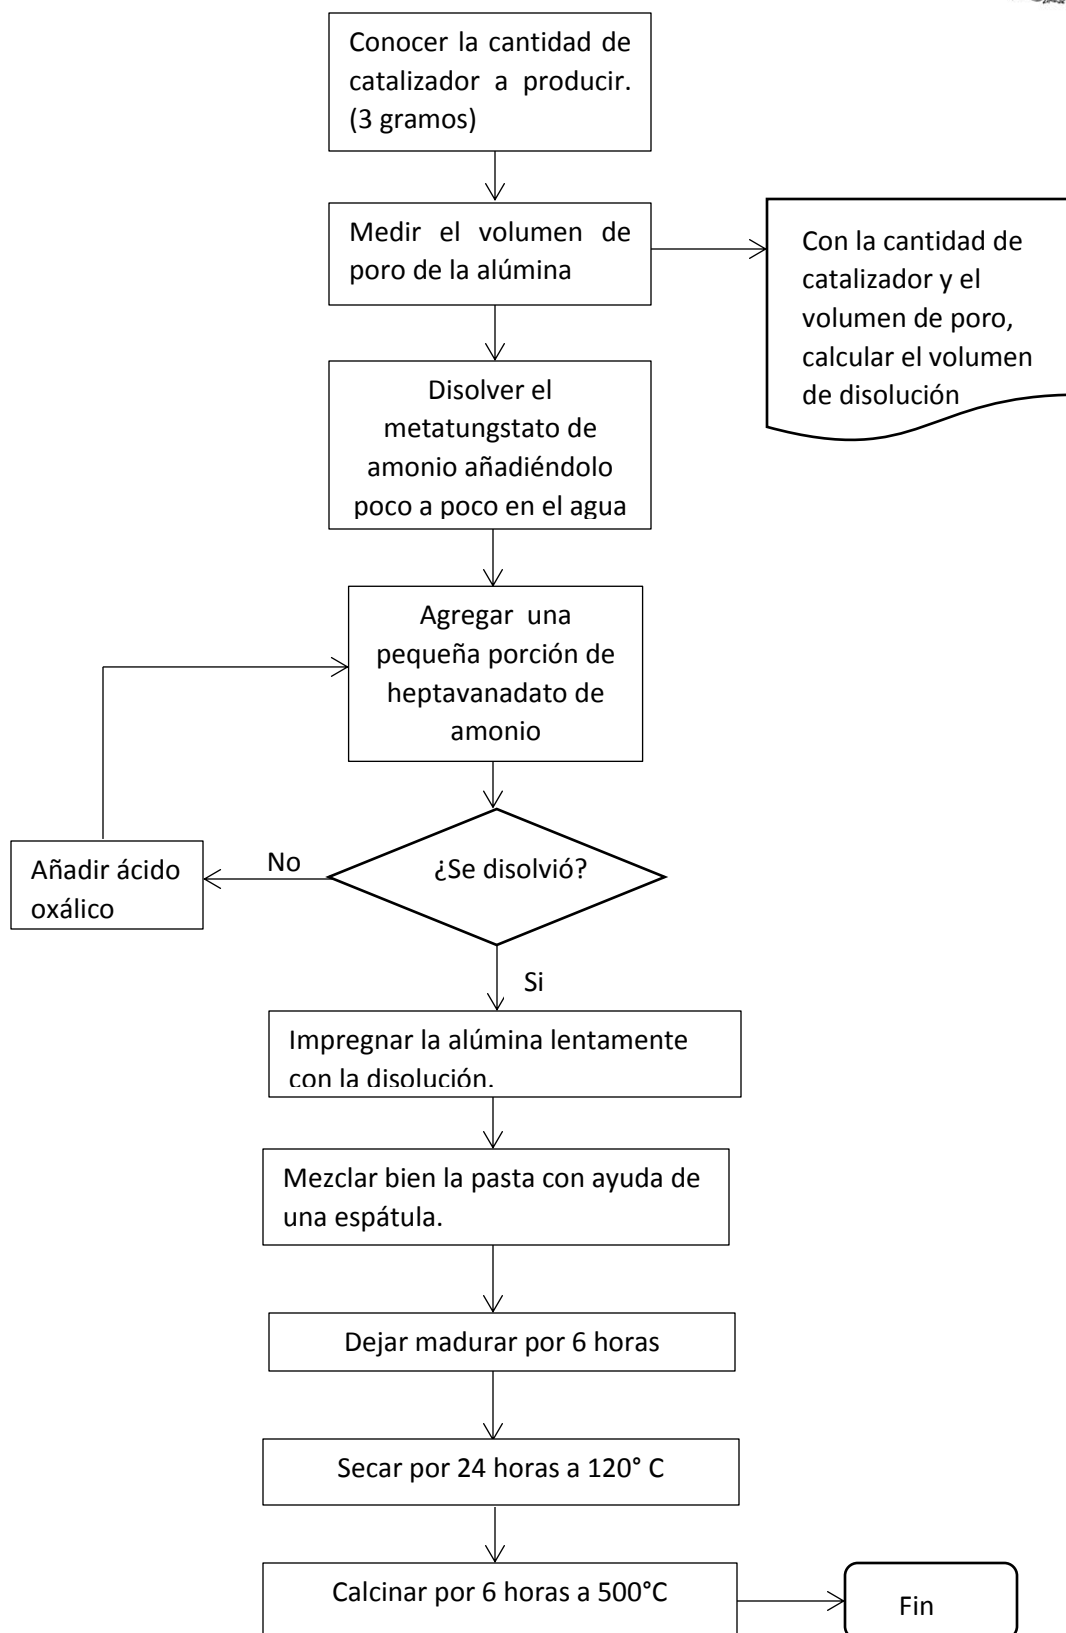 Conocer la cantidad de
catalizador a producir.
(3 gramos)
Medir el volumen de
poro de la alúmina
Con la cantidad de
catalizador y el
volumen de poro,
calcular el volumen
de disolución
Disolver el
metatungstato de
amonio añadiéndolo
poco a poco en el agua
Agregar una
pequeña porción de
heptavanadato de
amonio
¿Se disolvió?
No
Añadir ácido
oxálico
Si
Impregnar la alúmina lentamente
con la disolución.
Mezclar bien la pasta con ayuda de
una espátula.
Dejar madurar por 6 horas
Secar por 24 horas a 120° C
Calcinar por 6 horas a 500°C
Fin